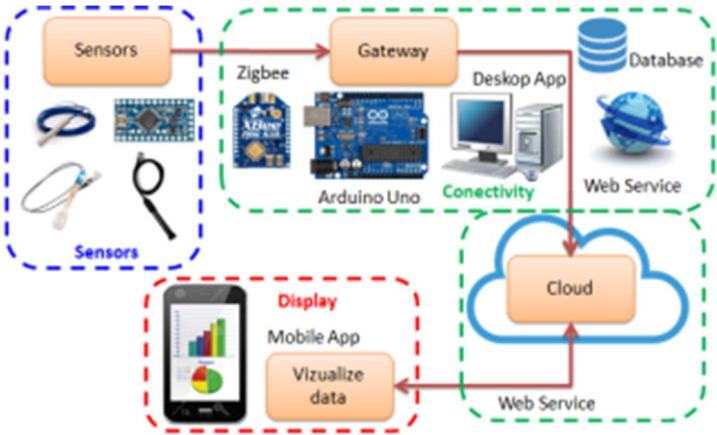 Sensors
Gateway
Zigbee
Deskop App
Database
XBee
Arduino Uno
Conectivity
Web Service
Sensors
Display
Mobile App
Vizualize
data
Cloud
Web Service